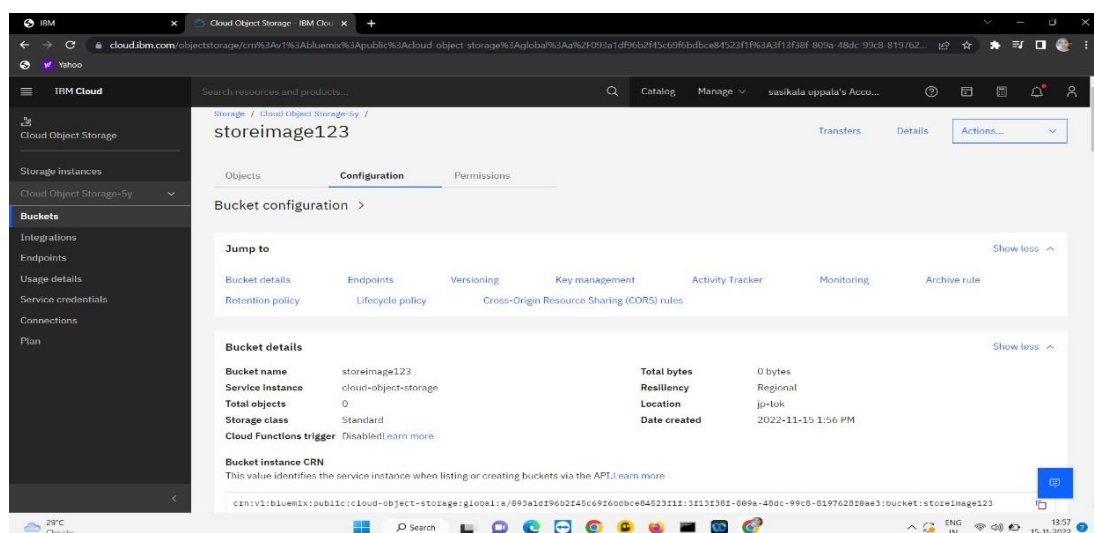 IBM
Cloud Object Storage - IBM Clou
cloud.ibm.com/objectstorage/crn%3Av1%3Abluemix%3Apublic%3Acloud-object-storage%3Aglobal%3Aa%2F093a1df96b2f45c69f6bdbce84523f1f%3A3f13f38f-809a-48dc-99c8-819762...
Yahoo
IBM Cloud
Search resources and products...
Catalog
Manage
sasikala uppala's Acco...
Cloud Object Storage
Storage instances
Cloud Object Storage-5y
Buckets
Integrations
Endpoints
Usage details
Service credentials
Connections
Plan
Storage / Cloud Object Storage-5y /
storeimage123
Transfers
Details
Actions...
Objects
Configuration
Permissions
Bucket configuration >
Jump to
Show less
Bucket details
Endpoints
Versioning
Key management
Activity Tracker
Monitoring
Archive rule
Retention policy
Lifecycle policy
Cross-Origin Resource Sharing (CORS) rules
Bucket details
Show less
Bucket name storeimage123
Total bytes 0 bytes
Service instance cloud-object-storage
Resiliency Regional
Total objects 0
Location jp-tok
Storage class Standard
Date created 2022-11-15 1:56 PM
Cloud Functions trigger Disabled Learn more
Bucket instance CRN
This value identifies the service instance when listing or creating buckets via the API. Learn more
crn:v1:bluemix:public:cloud-object-storage:global:a/093a1df96b2f45c69f6bdbce84523f1f:3f13f38f-809a-48dc-99c8-8197628f0ae3:bucket:storeimage123
29°C
Cloudy
Search
ENG
IN
13:57
15-11-2022